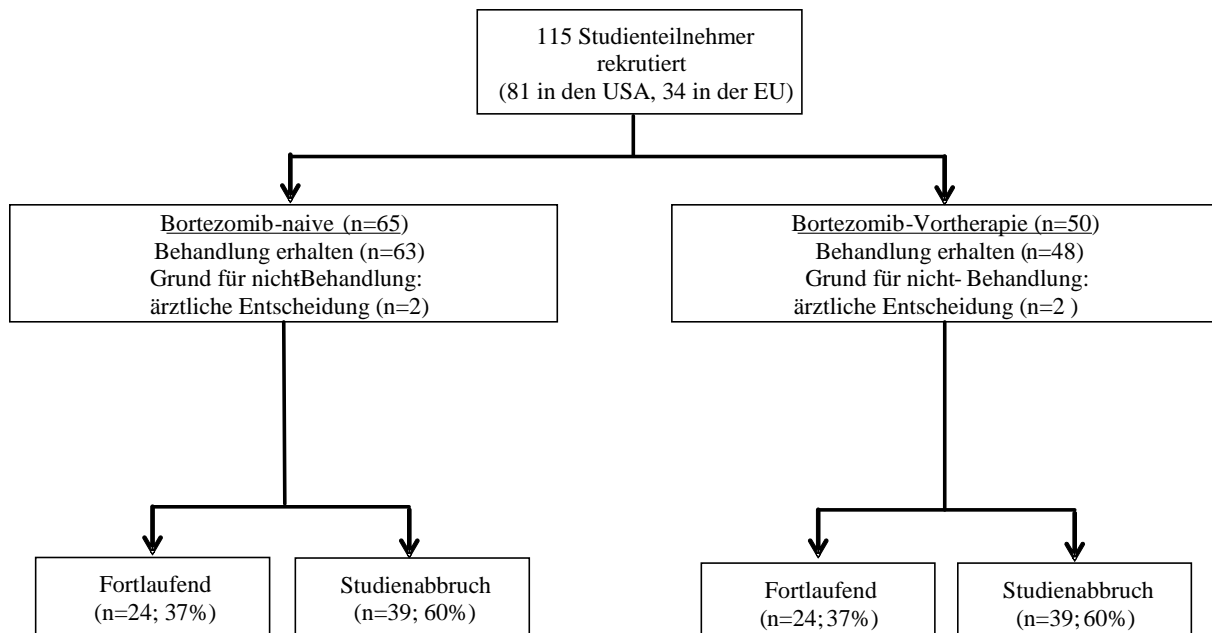 115 Studienteilnehmer
rekrutiert
(81 in den USA, 34 in der EU)
Bortezomib-naive (n=65)
Behandlung erhalten (n=63)
Grund für nicht-Behandlung:
ärztliche Entscheidung (n=2)
Bortezomib-Vortherapie (n=50)
Behandlung erhalten (n=48)
Grund für nicht- Behandlung:
ärztliche Entscheidung (n=2 )
Fortlaufend
(n=24; 37%)
Studienabbruch
(n=39; 60%)
Fortlaufend
(n=24; 37%)
Studienabbruch
(n=39; 60%)